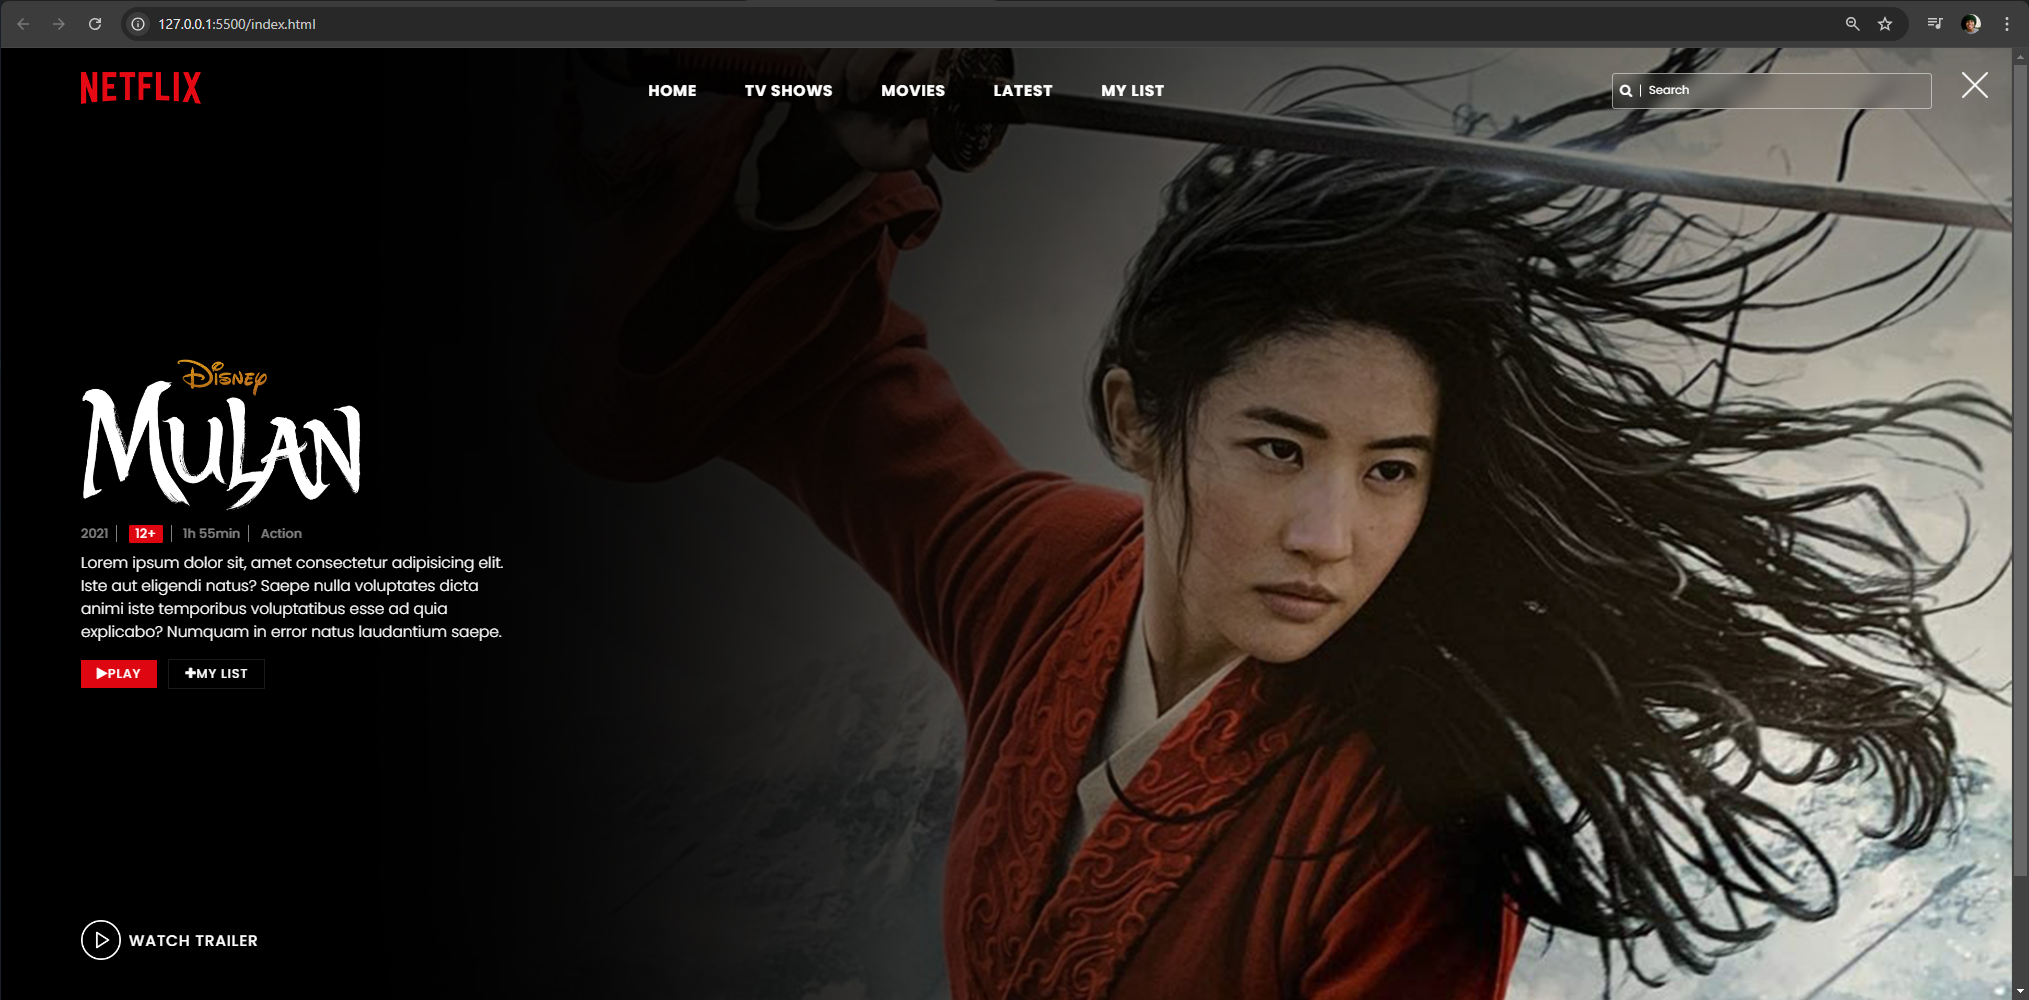 127.0.0.1:5500/index.html
NETFLIX
HOME TV SHOWS MOVIES LATEST MY LIST
| Search
Disney
MULAN
2021 | 12+ | 1h 55min | Action
Lorem ipsum dolor sit, amet consectetur adipisicing elit.
Iste aut eligendi natus? Saepe nulla voluptates dicta
animi iste temporibus voluptatibus esse ad quia
explicabo? Numquam in error natus laudantium saepe.
PLAY
MY LIST
WATCH TRAILER